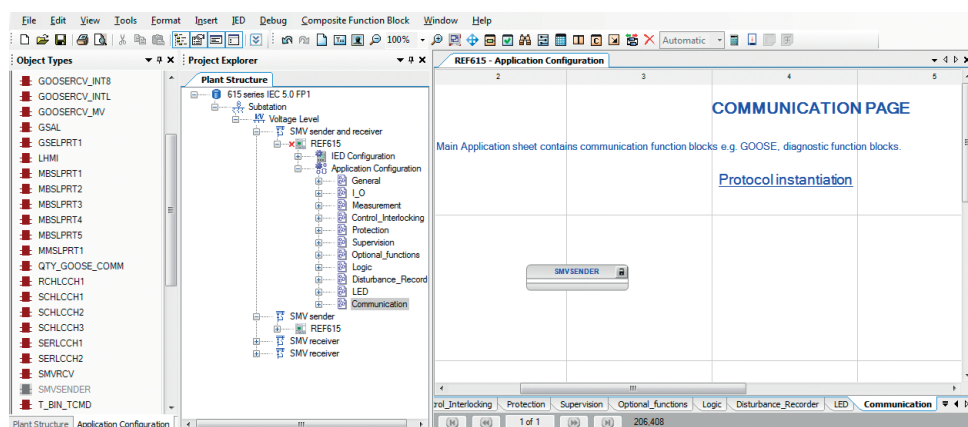 File Edit View Tools Format Insert IED Debug Composite Function Block Window Help
100% Automatic
Object Types
GOOSERCV_INT8
GOOSERCV_INTL
GOOSERCV_MV
GSAL
GSELPRT1
LHMI
MBSLPRT1
MBSLPRT2
MBSLPRT3
MBSLPRT4
MBSLPRT5
MMSLPRT1
QTY_GOOSE_COMM
RCHLCCH1
SCHLCCH1
SCHLCCH2
SCHLCCH3
SERLCCH1
SERLCCH2
SMVRCV
SMVSENDER
T_BIN_TCMD
Plant Structure Application Configuration
Project Explorer
Plant Structure
615 series IEC 5.0 FP1
Substation
Voltage Level
SMV sender and receiver
REF615
IED Configuration
Application Configuration
General
I_O
Measurement
Control_Interlocking
Protection
Supervision
Optional_functions
Logic
Disturbance_Record
LED
Communication
SMV sender
REF615
SMV receiver
SMV receiver
REF615 - Application Configuration
2 3 4 5
COMMUNICATION PAGE
Main Application sheet contains communication function blocks e.g. GOOSE, diagnostic function blocks.
Protocol instantiation
SMVSENDER
rol_Interlocking Protection Supervision Optional_functions Logic Disturbance_Recorder LED Communication
1 of 1 206,408